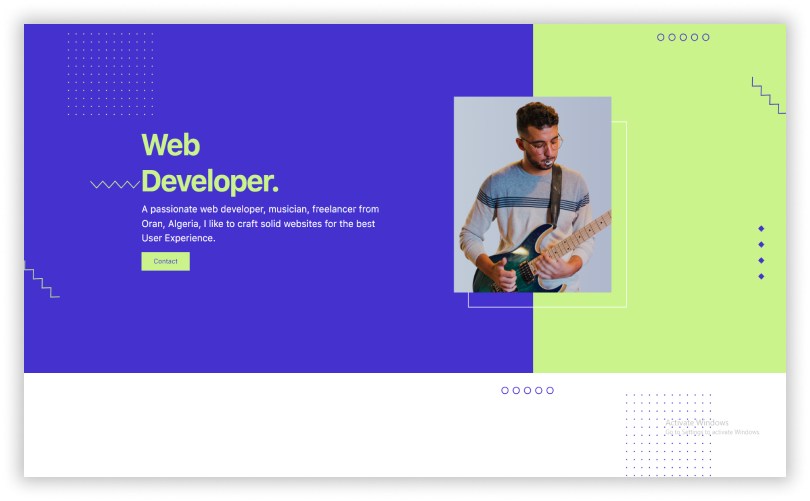 Web
Developer.
A passionate web developer, musician, freelancer from
Oran, Algeria, I like to craft solid websites for the best
User Experience.
Contact
Activate Windows
Go to Settings to activate Windows.